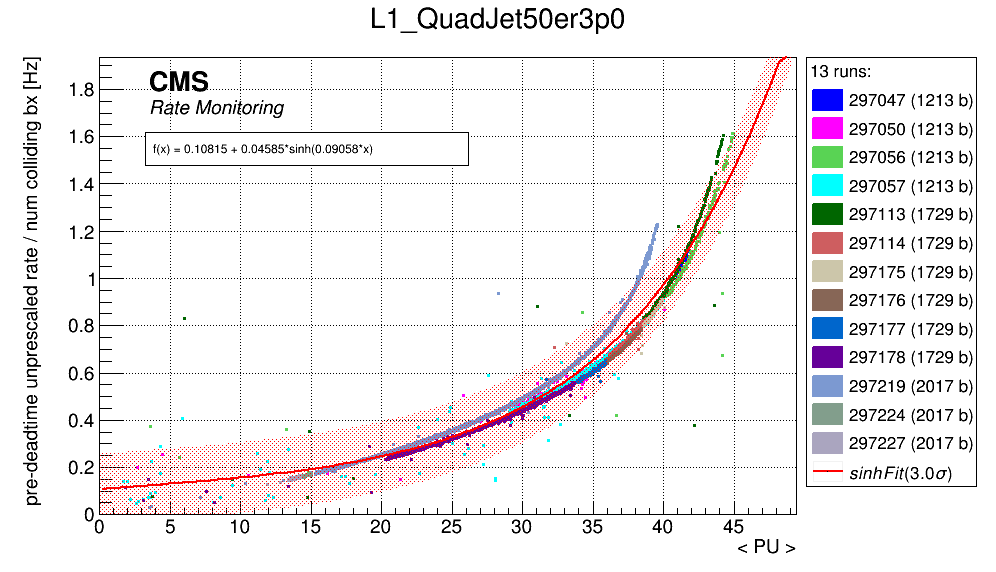 L1_QuadJet50er3p0
pre-deadtime unprescaled rate / num colliding bx [Hz]
CMS
Rate Monitoring
f(x) = 0.10815 + 0.04585*sinh(0.09058*x)
1.8
1.6
1.4
1.2
1
0.8
0.6
0.4
0.2
0
0 5 10 15 20 25 30 35 40 45
< PU >
13 runs:
297047 (1213 b)
297050 (1213 b)
297056 (1213 b)
297057 (1213 b)
297113 (1729 b)
297114 (1729 b)
297175 (1729 b)
297176 (1729 b)
297177 (1729 b)
297178 (1729 b)
297219 (2017 b)
297224 (2017 b)
297227 (2017 b)
sinhFit(3.0σ)